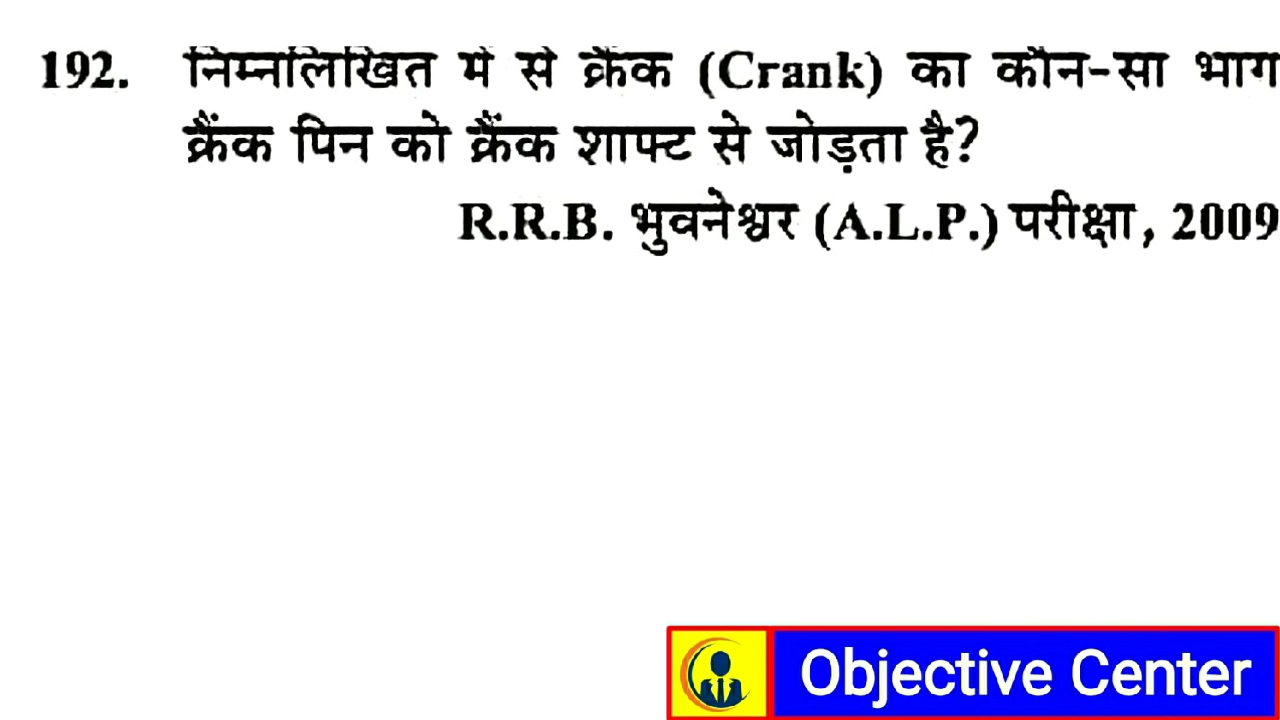 192. निम्नलिखित में से क्रैंक (Crank) का कौन-सा भाग
क्रैंक पिन को क्रैंक शाफ्ट से जोड़ता है?
R.R.B. भुवनेश्वर (A.L.P.) परीक्षा, 2009
Objective Center